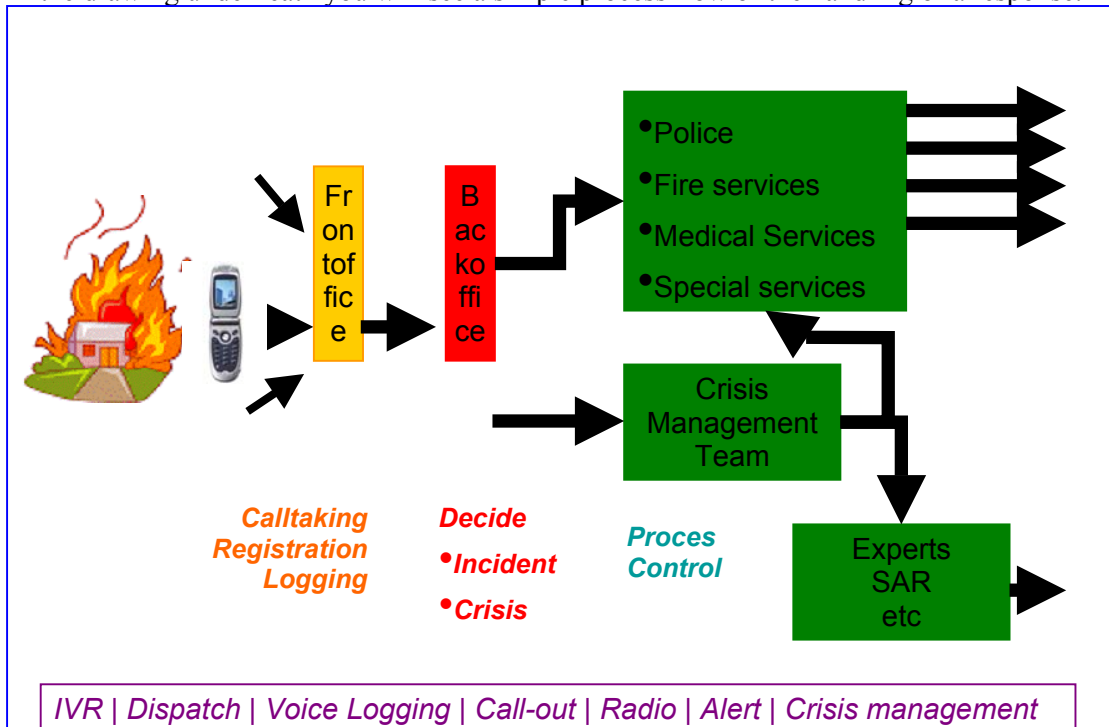 Fr
on
toff
fic
e
B
ac
ko
ffi
ce
•Police
•Fire services
•Medical Services
•Special services
Crisis
Management
Team
Calltaking
Registration
Logging
Decide
•Incident
•Crisis
Proces
Control
Experts
SAR
etc
IVR | Dispatch | Voice Logging | Call-out | Radio | Alert | Crisis management